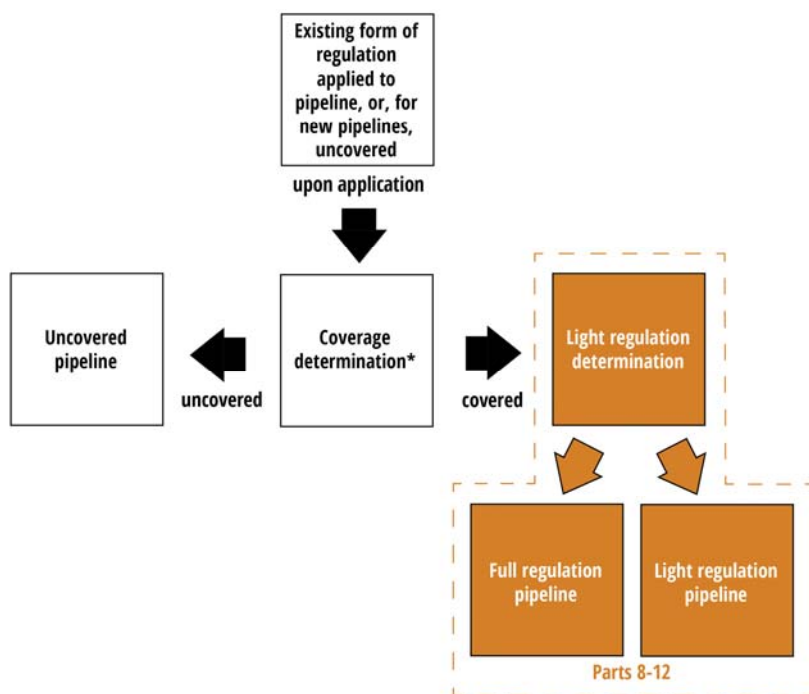 Existing form of
regulation
applied to
pipeline, or, for
new pipelines,
uncovered
upon application
Uncovered
pipeline
uncovered
Coverage
determination*
covered
Light regulation
determination
Full regulation
pipeline
Light regulation
pipeline
Parts 8-12